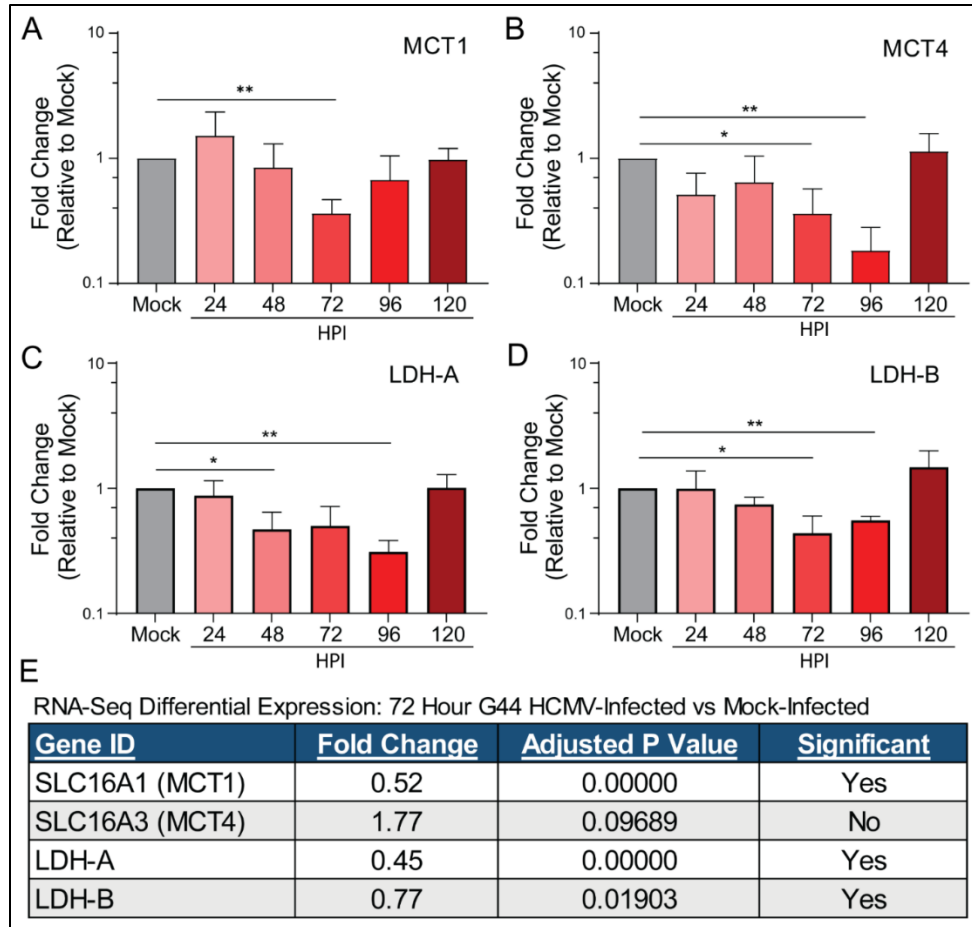 A
MCT1
Fold Change
(Relative to Mock)
10
1
0.1
**
Mock 24 48 72 96 120
HPI
B
MCT4
Fold Change
(Relative to Mock)
10
1
0.1
**
*
Mock 24 48 72 96 120
HPI
C
LDH-A
Fold Change
(Relative to Mock)
10
1
0.1
**
*
Mock 24 48 72 96 120
HPI
D
LDH-B
Fold Change
(Relative to Mock)
10
1
0.1
**
*
Mock 24 48 72 96 120
HPI
E
RNA-Seq Differential Expression: 72 Hour G44 HCMV-Infected vs Mock-Infected
Gene ID Fold Change Adjusted P Value Significant
SLC16A1 (MCT1) 0.52 0.00000 Yes
SLC16A3 (MCT4) 1.77 0.09689 No
LDH-A 0.45 0.00000 Yes
LDH-B 0.77 0.01903 Yes